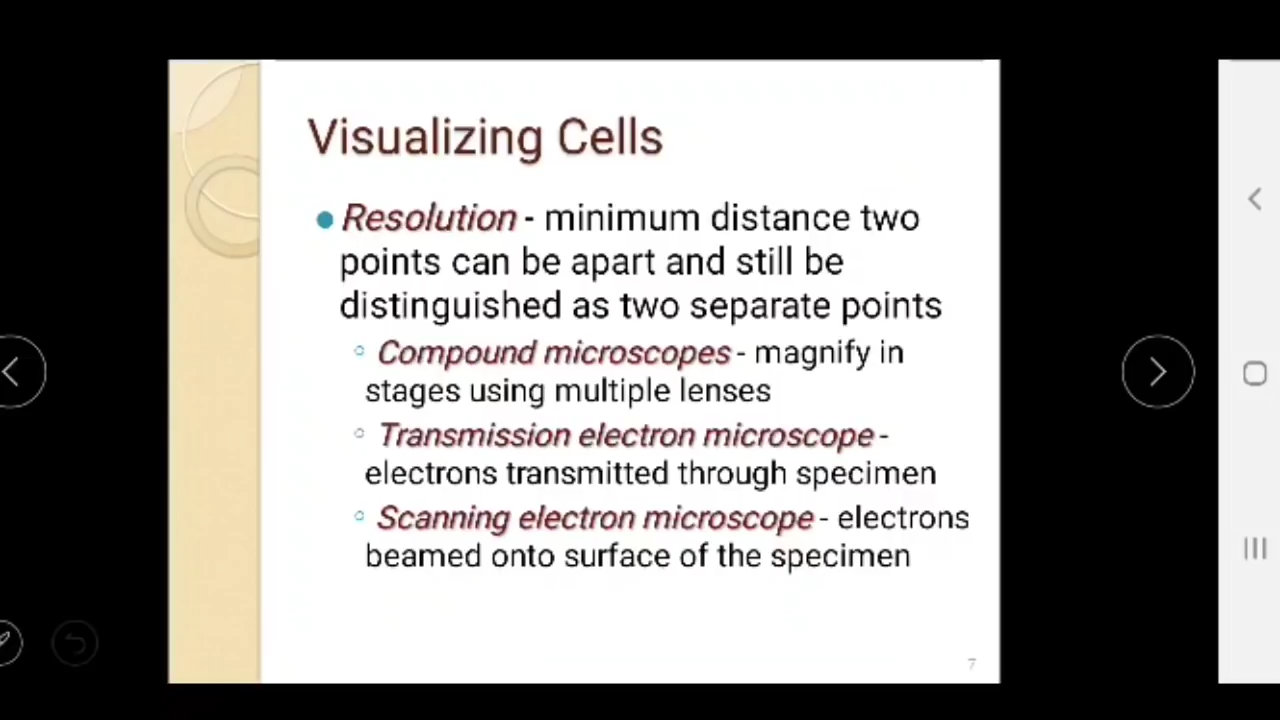 Visualizing Cells
Resolution - minimum distance two
points can be apart and still be
distinguished as two separate points
Compound microscopes - magnify in
stages using multiple lenses
Transmission electron microscope -
electrons transmitted through specimen
Scanning electron microscope - electrons
beamed onto surface of the specimen
7